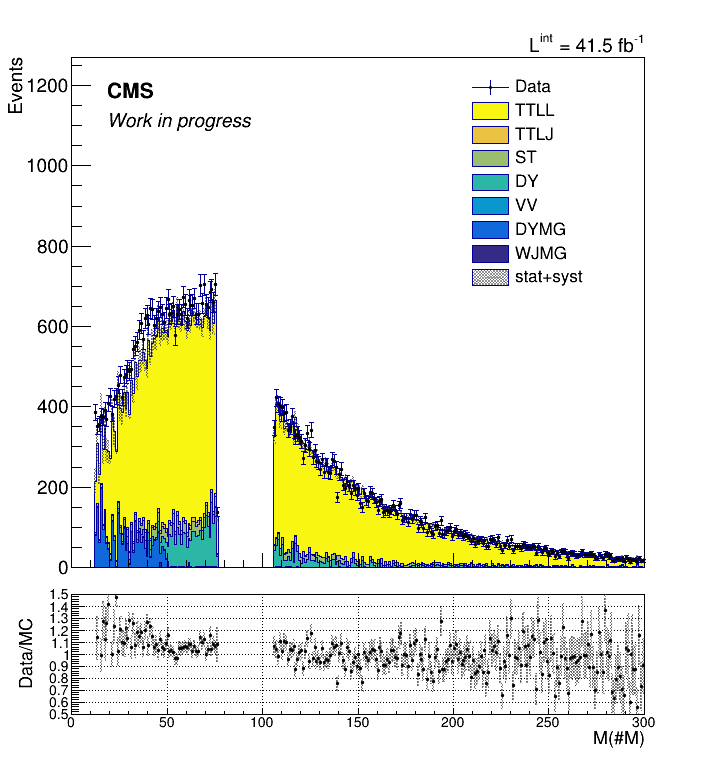 L^int = 41.5 fb^-1
Events
CMS
Work in progress
Data
TTLL
TTLJ
ST
DY
VV
DYMG
WJMG
stat+syst
1200
1000
800
600
400
200
0
Data/MC
1.5
1.4
1.3
1.2
1.1
1
0.9
0.8
0.7
0.6
0.5
0 50 100 150 200 250 300
M(#M)